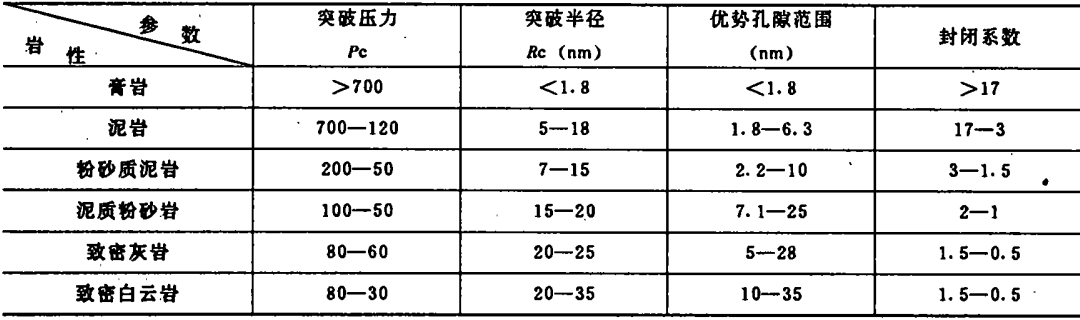 参数 突破压力 突破半径 优势孔隙范围 封闭系数
岩性 Pc Rc (nm) (nm)
膏岩 >700 <1.8 <1.8 >17
泥岩 700—120 5—18 1.8—6.3 17—3
粉砂质泥岩 200—50 7—15 2.2—10 3—1.5
泥质粉砂岩 100—50 15—20 7.1—25 2—1
致密灰岩 80—60 20—25 5—28 1.5—0.5
致密白云岩 80—30 20—35 10—35 1.5—0.5